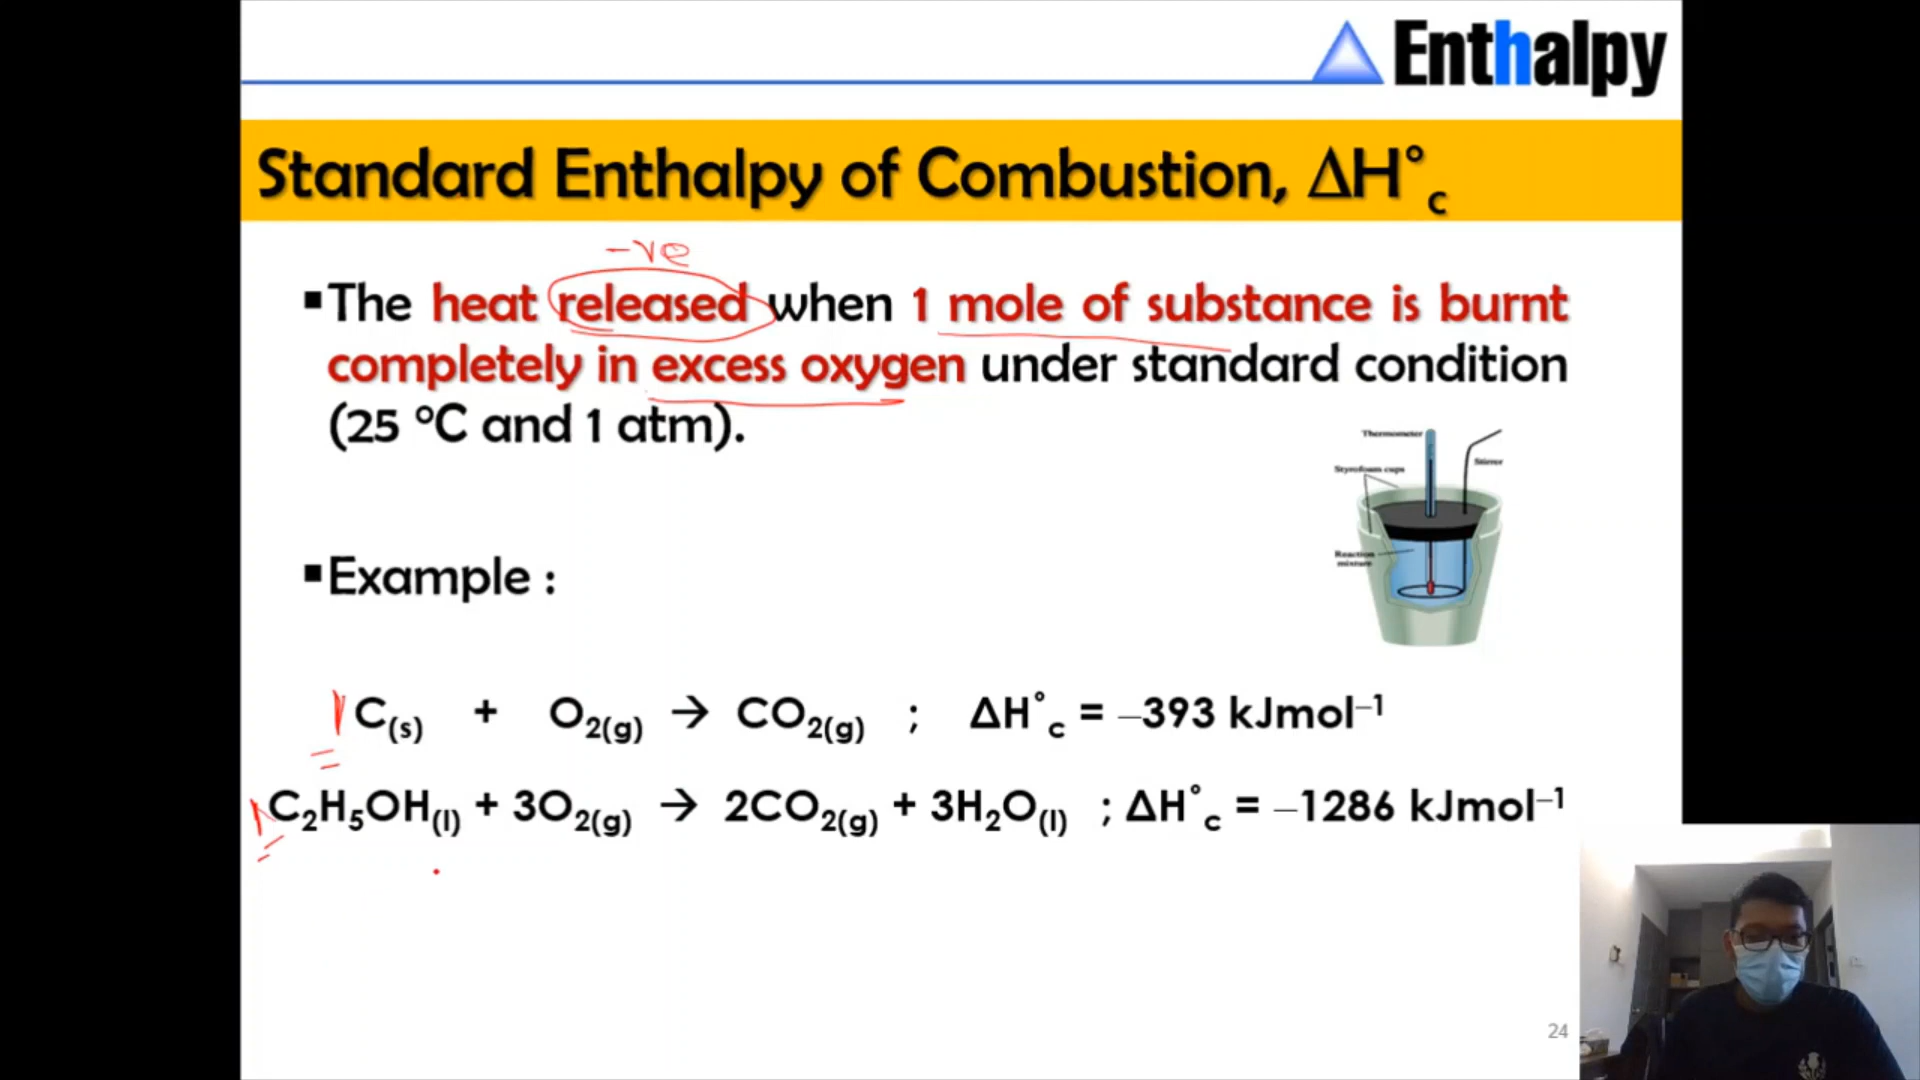 Enthalpy
Standard Enthalpy of Combustion, ΔH°c
-ve
▪The heat released when 1 mole of substance is burnt
completely in excess oxygen under standard condition
(25 °C and 1 atm).
Thermometer
Stirrer
Styrofoam cups
Reaction
mixture
▪Example :
1 C(s) + O2(g) → CO2(g) ; ΔH°c = –393 kJmol–1
1 C2H5OH(l) + 3O2(g) → 2CO2(g) + 3H2O(l) ; ΔH°c = –1286 kJmol–1
24